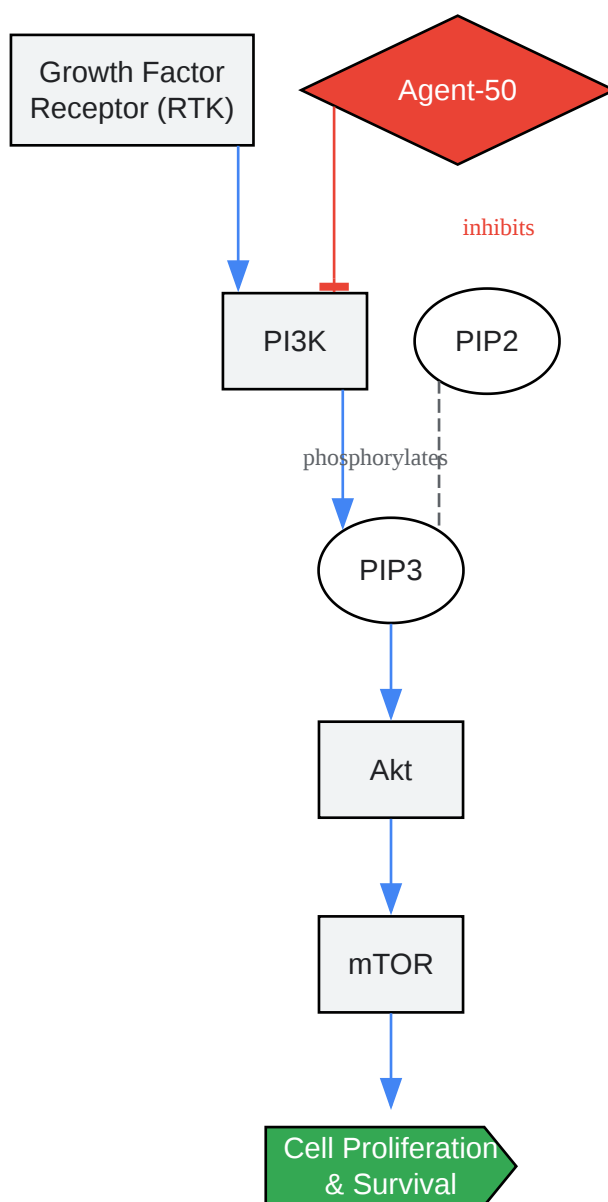 Growth Factor
Receptor (RTK)
Agent-50
inhibits
PI3K
PIP2
phosphorylates
PIP3
Akt
mTOR
Cell Proliferation
& Survival